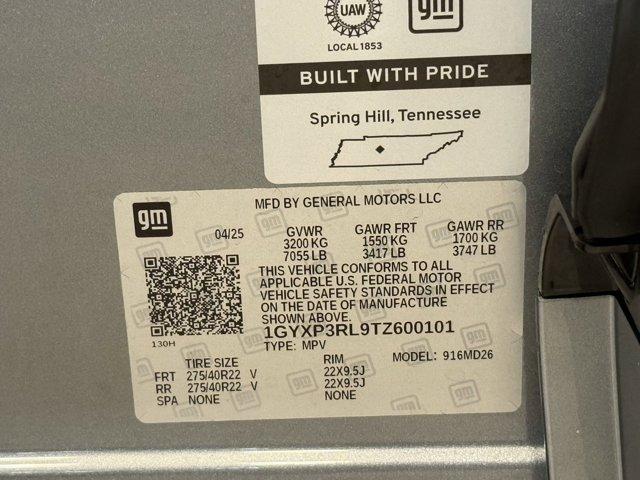 UAW
gm
LOCAL 1853
BUILT WITH PRIDE
Spring Hill, Tennessee
gm
MFD BY GENERAL MOTORS LLC
04/25 GVWR GAWR FRT GAWR RR
3200 KG 1550 KG 1700 KG
7055 LB 3417 LB 3747 LB
THIS VEHICLE CONFORMS TO ALL
APPLICABLE U.S. FEDERAL MOTOR
VEHICLE SAFETY STANDARDS IN EFFECT
ON THE DATE OF MANUFACTURE
SHOWN ABOVE.
130H
1GYXP3RL9TZ600101
TYPE: MPV MODEL: 916MD26
TIRE SIZE RIM
FRT 275/40R22 V 22X9.5J
RR 275/40R22 V 22X9.5J
SPA NONE NONE